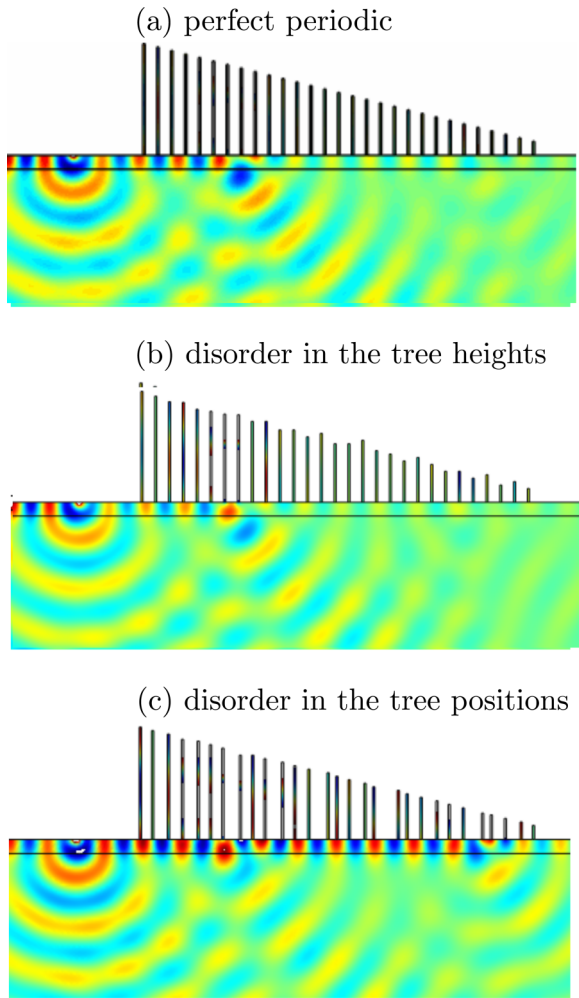 (a) perfect periodic
(b) disorder in the tree heights
(c) disorder in the tree positions